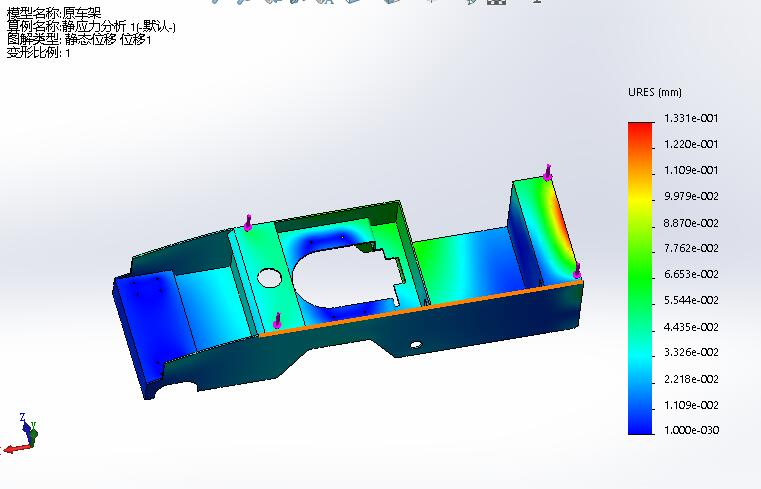 模型名称:原车架
算例名称:静应力分析 1(-默认-)
图解类型: 静态位移 位移1
变形比例: 1
URES (mm)
1.331e-001
1.220e-001
1.109e-001
9.979e-002
8.870e-002
7.762e-002
6.653e-002
5.544e-002
4.435e-002
3.326e-002
2.218e-002
1.109e-002
1.000e-030
Z
Y